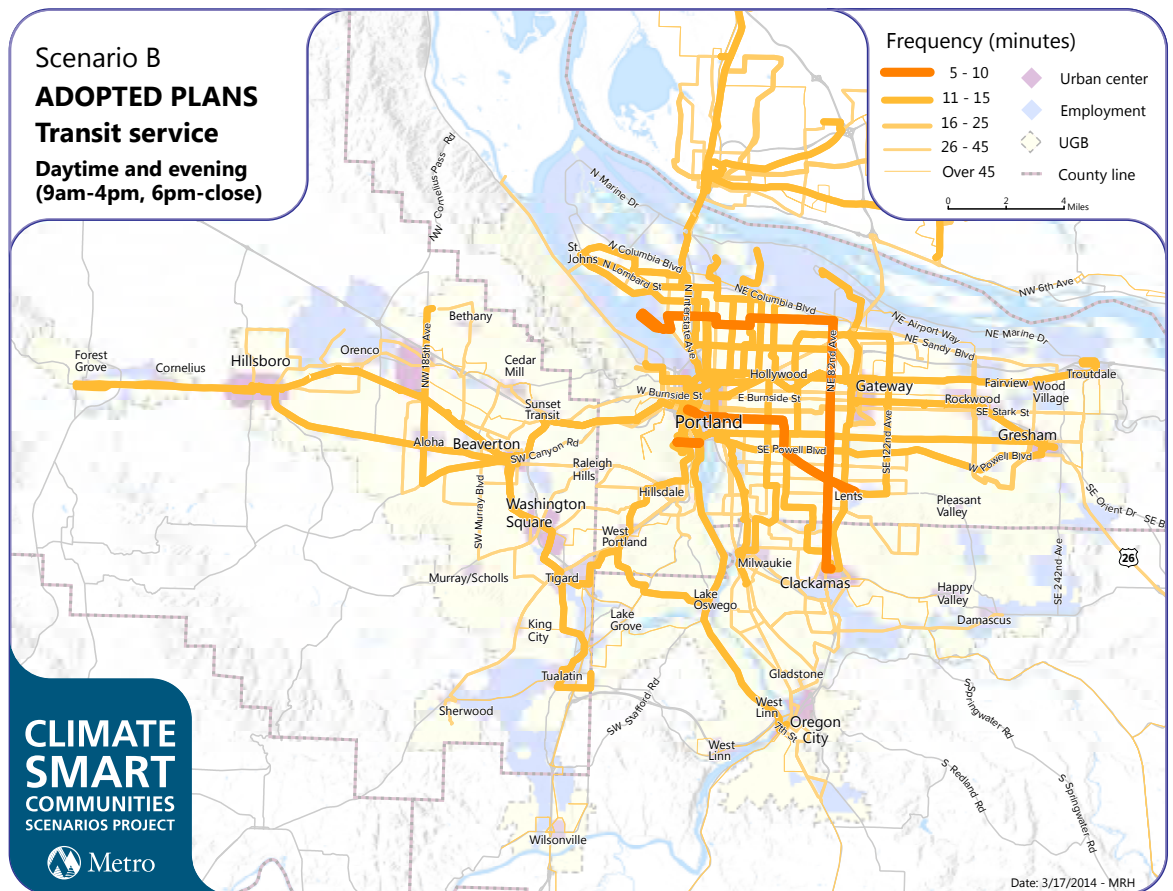 Scenario B
ADOPTED PLANS
Transit service
Daytime and evening
(9am-4pm, 6pm-close)
Frequency (minutes)
5 - 10
11 - 15
16 - 25
26 - 45
Over 45
Urban center
Employment
UGB
County line
0 2 4
Miles
NW Cornelius Pass Rd
N Marine Dr
St.
Johns
N Columbia Blvd
N Lombard St
N Interstate Ave
NE Columbia Blvd
NW 6th Ave
NE Airport Way
NE Marine Dr
NE Sandy Blvd
Bethany
NW 185th Ave
Orenco
Hillsboro
Forest
Grove
Cornelius
Cedar
Mill
Sunset
Transit
W Burnside St
Hollywood
E Burnside St
NE 82nd Ave
Gateway
Troutdale
Fairview
Wood
Village
Rockwood
SE Stark St
Portland
SE 122nd Ave
Gresham
SE Powell Blvd
W Powell Blvd
Aloha
Beaverton
SW Canyon Rd
Raleigh
Hills
SW Murray Blvd
Washington
Square
Hillsdale
Lents
Pleasant
Valley
SE Orient Dr
SE B
West
Portland
26
SE 242nd Ave
Murray/Scholls
Tigard
Milwaukie
Clackamas
Happy
Valley
Lake
Oswego
Lake
Grove
King
City
Damascus
Tualatin
Gladstone
SW Stafford Rd
Sherwood
West
Linn
Oregon
City
7th St
West
Linn
S Springwater Rd
S Redland Rd
S Springwater Rd
Wilsonville
CLIMATE
SMART
COMMUNITIES
SCENARIOS PROJECT
Metro
Date: 3/17/2014 - MRH